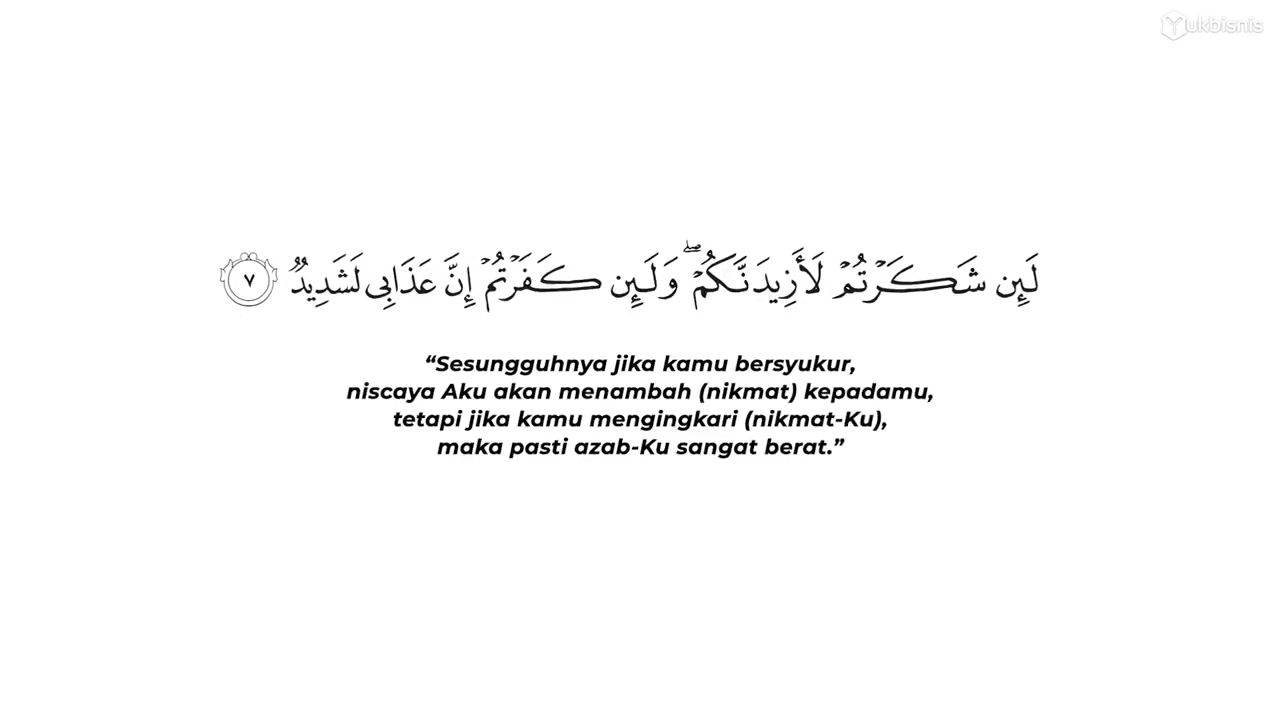 Yukbisnis
لَئِن شَكَرْتُمْ لَأَزِيدَنَّكُمْ ۖ وَلَئِن كَفَرْتُمْ إِنَّ عَذَابِى لَشَدِيدٌ ٧
“Sesungguhnya jika kamu bersyukur,
niscaya Aku akan menambah (nikmat) kepadamu,
tetapi jika kamu mengingkari (nikmat-Ku),
maka pasti azab-Ku sangat berat.”